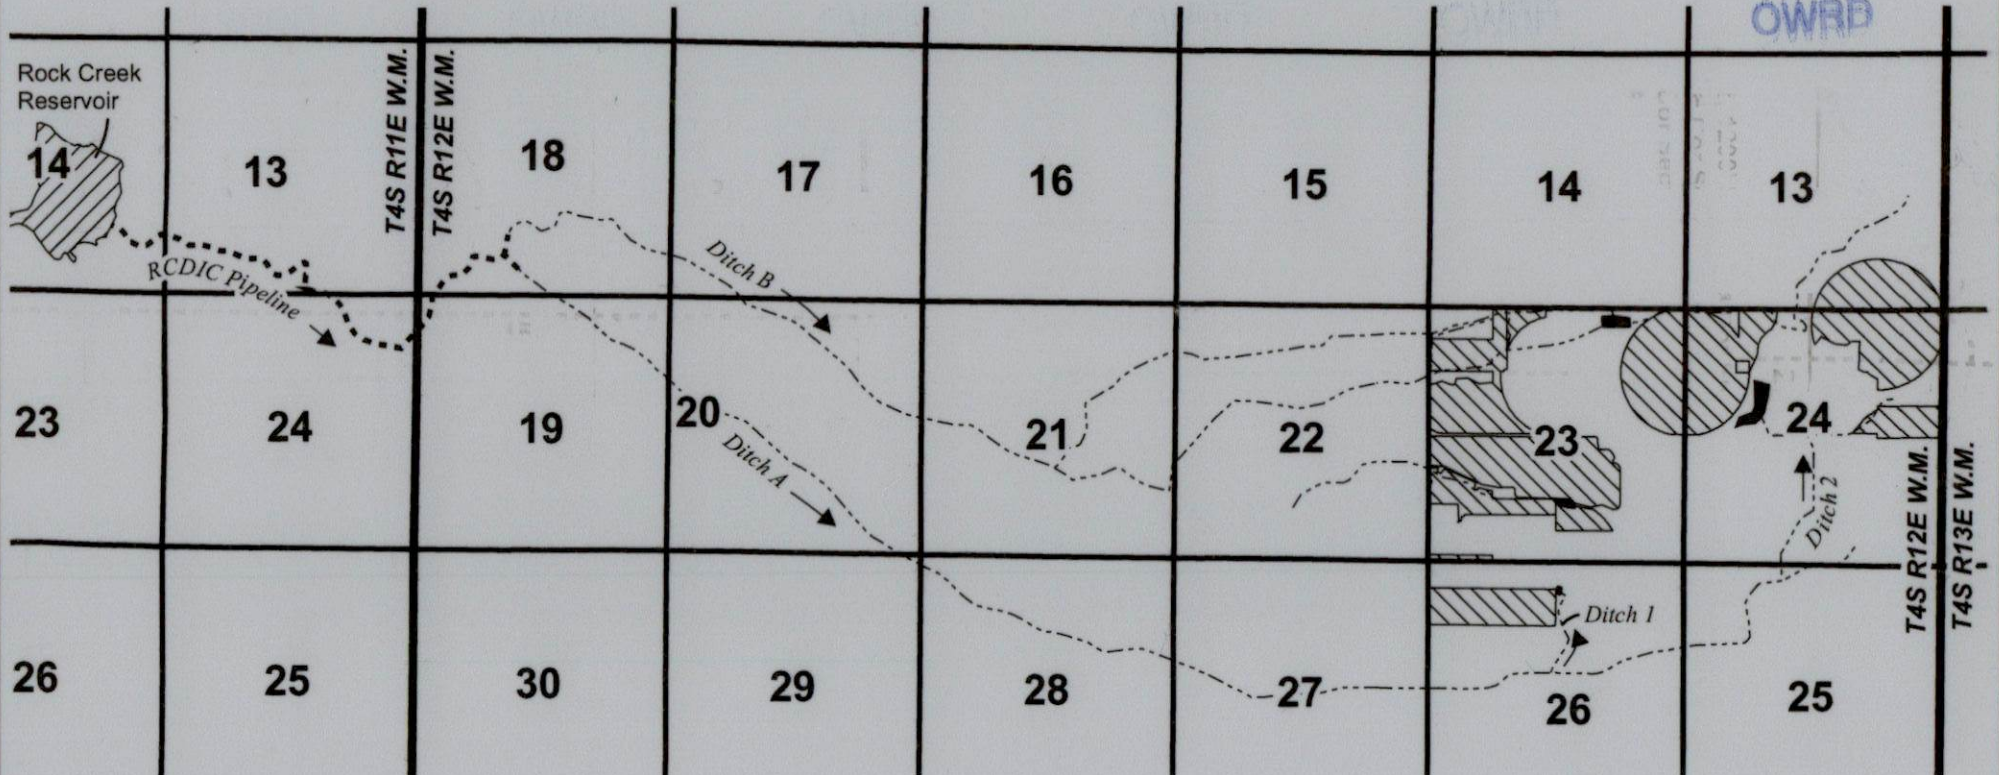 OWRD
Rock Creek
Reservoir
T4S R11E W.M.
T4S R12E W.M.
14
13
18
17
16
15
14
13
RCDIC Pipeline
Ditch B
23
24
19
20
21
22
23
24
Ditch A
Ditch 2
T4S R12E W.M.
T4S R13E W.M.
Ditch 1
26
25
30
29
28
27
26
25